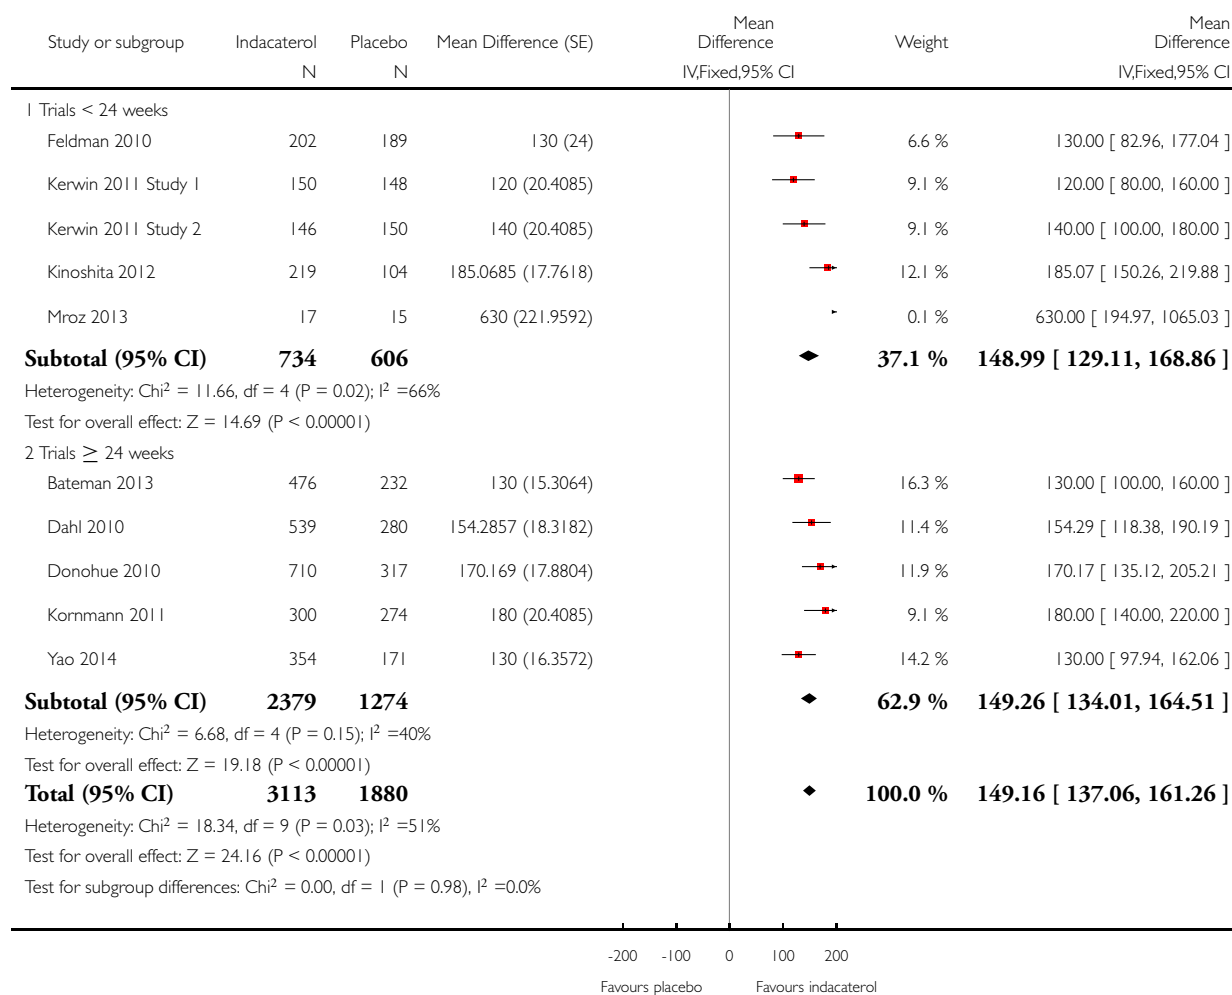 Study or subgroup Indacaterol Placebo Mean Difference (SE) Mean Difference Weight Mean Difference
N N IV,Fixed,95% CI IV,Fixed,95% CI
1 Trials < 24 weeks
Feldman 2010 202 189 130 (24) 6.6 % 130.00 [ 82.96, 177.04 ]
Kerwin 2011 Study 1 150 148 120 (20.4085) 9.1 % 120.00 [ 80.00, 160.00 ]
Kerwin 2011 Study 2 146 150 140 (20.4085) 9.1 % 140.00 [ 100.00, 180.00 ]
Kinoshita 2012 219 104 185.0685 (17.7618) 12.1 % 185.07 [ 150.26, 219.88 ]
Mroz 2013 17 15 630 (221.9592) 0.1 % 630.00 [ 194.97, 1065.03 ]
Subtotal (95% CI) 734 606 37.1 % 148.99 [ 129.11, 168.86 ]
Heterogeneity: Chi² = 11.66, df = 4 (P = 0.02); I² =66%
Test for overall effect: Z = 14.69 (P < 0.00001)
2 Trials ≥ 24 weeks
Bateman 2013 476 232 130 (15.3064) 16.3 % 130.00 [ 100.00, 160.00 ]
Dahl 2010 539 280 154.2857 (18.3182) 11.4 % 154.29 [ 118.38, 190.19 ]
Donohue 2010 710 317 170.169 (17.8804) 11.9 % 170.17 [ 135.12, 205.21 ]
Kornmann 2011 300 274 180 (20.4085) 9.1 % 180.00 [ 140.00, 220.00 ]
Yao 2014 354 171 130 (16.3572) 14.2 % 130.00 [ 97.94, 162.06 ]
Subtotal (95% CI) 2379 1274 62.9 % 149.26 [ 134.01, 164.51 ]
Heterogeneity: Chi² = 6.68, df = 4 (P = 0.15); I² =40%
Test for overall effect: Z = 19.18 (P < 0.00001)
Total (95% CI) 3113 1880 100.0 % 149.16 [ 137.06, 161.26 ]
Heterogeneity: Chi² = 18.34, df = 9 (P = 0.03); I² =51%
Test for overall effect: Z = 24.16 (P < 0.00001)
Test for subgroup differences: Chi² = 0.00, df = 1 (P = 0.98), I² =0.0%
-200 -100 0 100 200
Favours placebo Favours indacaterol